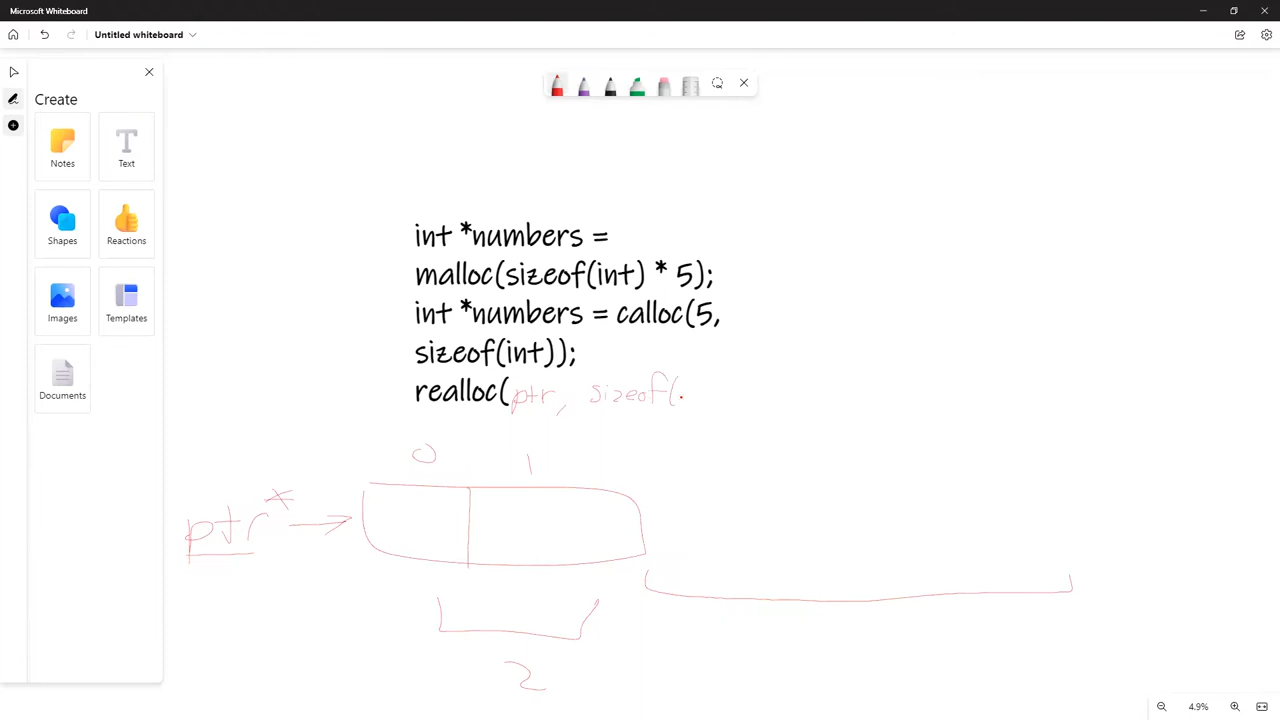 Microsoft Whiteboard
Untitled whiteboard
Create
Notes
Text
Shapes
Reactions
Images
Templates
Documents
int *numbers =
malloc(sizeof(int) * 5);
int *numbers = calloc(5,
sizeof(int));
realloc(ptr, sizeof(
0 1
ptr*
2
4.9%